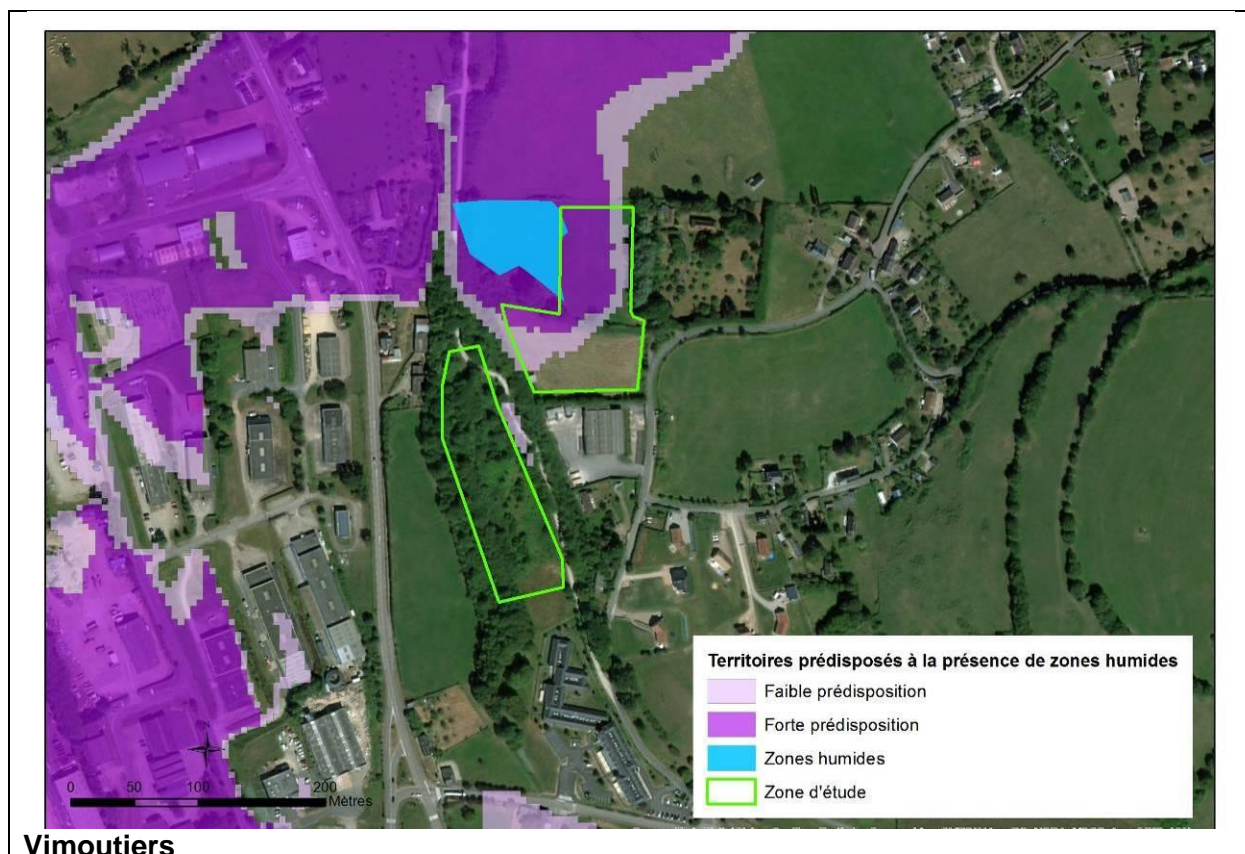 Territoires prédisposés à la présence de zones humides
Faible prédisposition
Forte prédisposition
Zones humides
Zone d'étude
0 50 100 200
Mètres
Vimoutiers